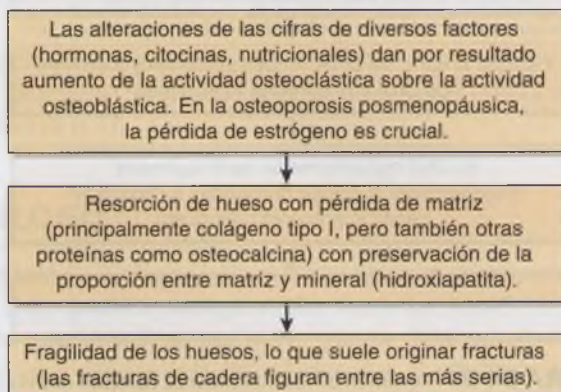 Las alteraciones de las cifras de diversos factores
(hormonas, citocinas, nutricionales) dan por resultado
aumento de la actividad osteoclástica sobre la actividad
osteoblástica. En la osteoporosis posmenopáusica,
la pérdida de estrógeno es crucial.
Resorción de hueso con pérdida de matriz
(principalmente colágeno tipo I, pero también otras
proteínas como osteocalcina) con preservación de la
proporción entre matriz y mineral (hidroxiapatita).
Fragilidad de los huesos, lo que suele originar fracturas
(las fracturas de cadera figuran entre las más serias).